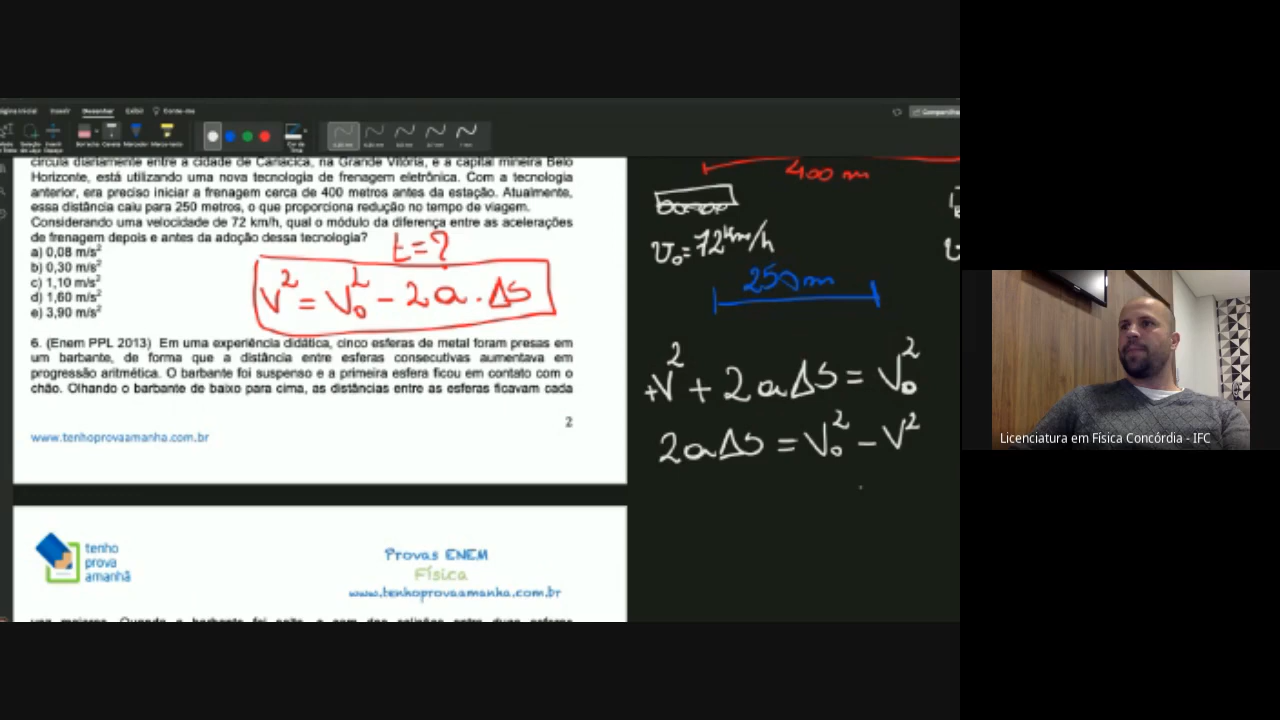 Inserir Desenhar Exibir
Compartilhar
circula diariamente entre a cidade de Cariacica, na Grande Vitória, e a capital mineira Belo
Horizonte, está utilizando uma nova tecnologia de frenagem eletrônica. Com a tecnologia
anterior, era preciso iniciar a frenagem cerca de 400 metros antes da estação. Atualmente,
essa distância caiu para 250 metros, o que proporciona redução no tempo de viagem.
Considerando uma velocidade de 72 km/h, qual o módulo da diferença entre as acelerações
de frenagem depois e antes da adoção dessa tecnologia?
a) 0,08 m/s²
b) 0,30 m/s²
c) 1,10 m/s²
d) 1,60 m/s²
e) 3,90 m/s²
t = ?
V² = V₀² - 2a · ΔS
6. (Enem PPL 2013) Em uma experiência didática, cinco esferas de metal foram presas em
um barbante, de forma que a distância entre esferas consecutivas aumentava em
progressão aritmética. O barbante foi suspenso e a primeira esfera ficou em contato com o
chão. Olhando o barbante de baixo para cima, as distâncias entre as esferas ficavam cada
2
www.tenhoprovaamanha.com.br
tenho
prova
amanhã
Provas ENEM
Física
www.tenhoprovaamanha.com.br
400 m
V₀ = 72 km/h
250 m
+V² + 2aΔS = V₀²
2aΔS = V₀² - V²
Licenciatura em Física Concórdia - IFC